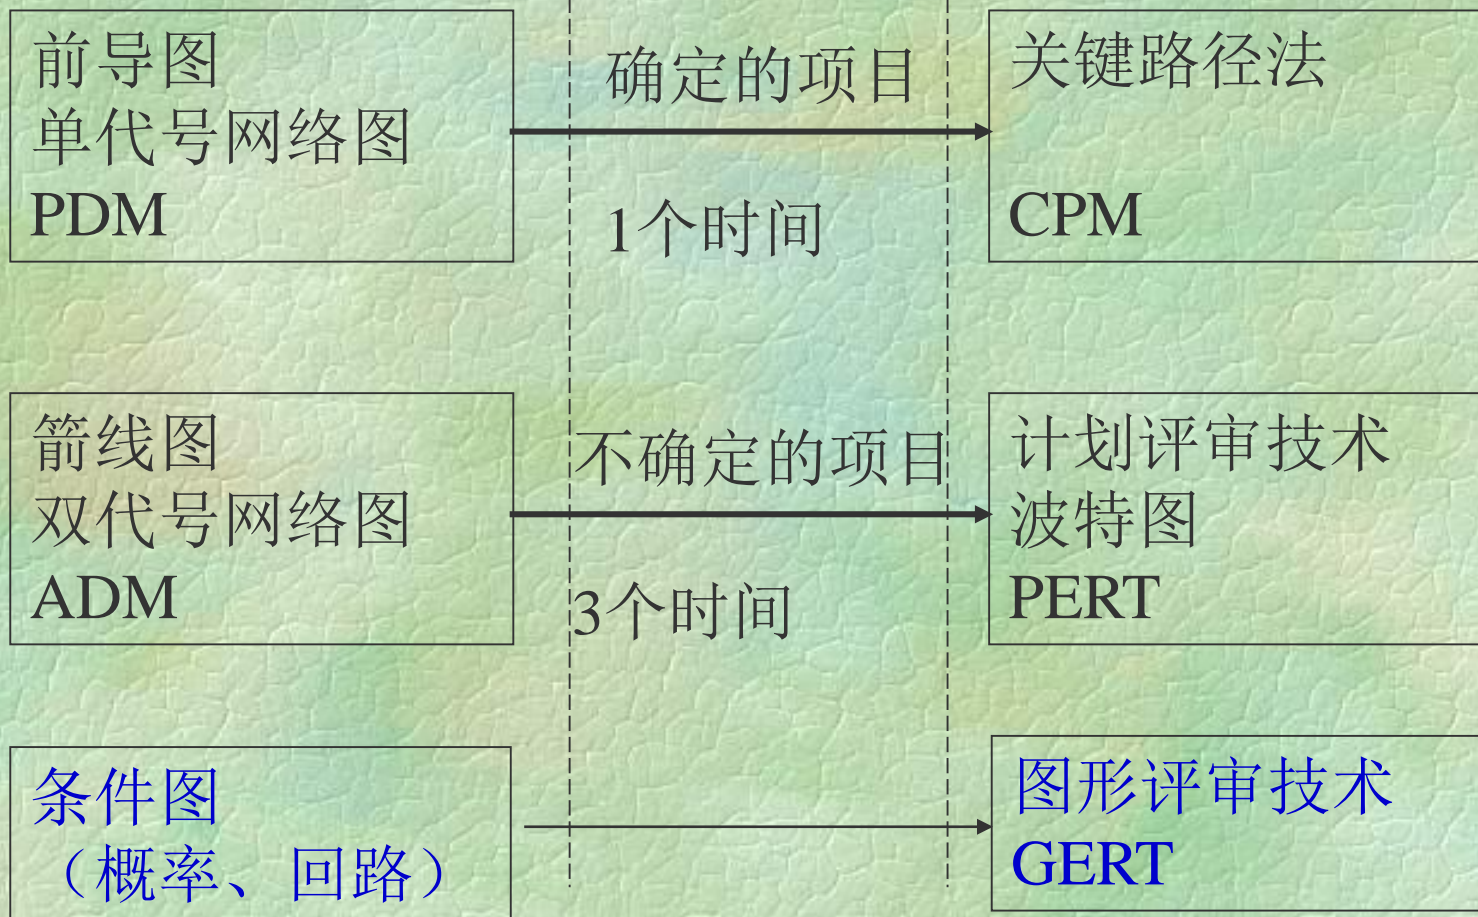 前导图
单代号网络图
PDM
确定的项目
1个时间
关键路径法
CPM
箭线图
双代号网络图
ADM
不确定的项目
3个时间
计划评审技术
波特图
PERT
条件图
（概率、回路）
图形评审技术
GERT